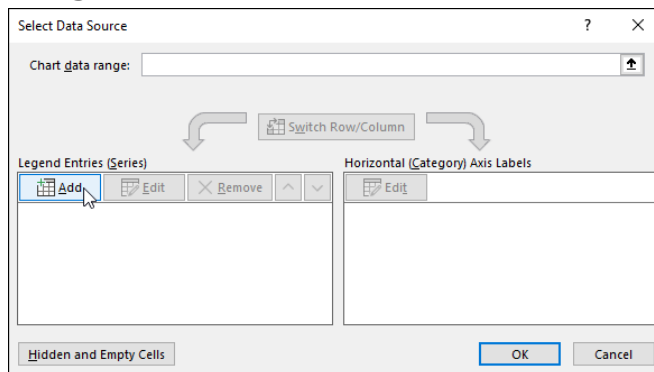 Select Data Source ? ×
Chart data range:
Switch Row/Column
Legend Entries (Series)
Horizontal (Category) Axis Labels
Add Edit Remove
Edit
Hidden and Empty Cells
OK Cancel